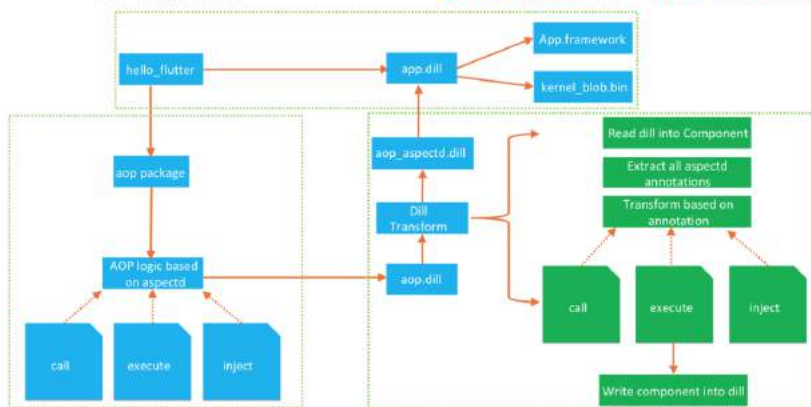 App.framework
hello_flutter
app.dill
kernel_blob.bin
aop package
aop_aspectd.dill
Read dill into Component
Extract all aspectd
annotations
Dill
Transform
Transform based on
annotation
AOP logic based
on aspectd
aop.dill
call
execute
inject
call
execute
inject
Write component into dill